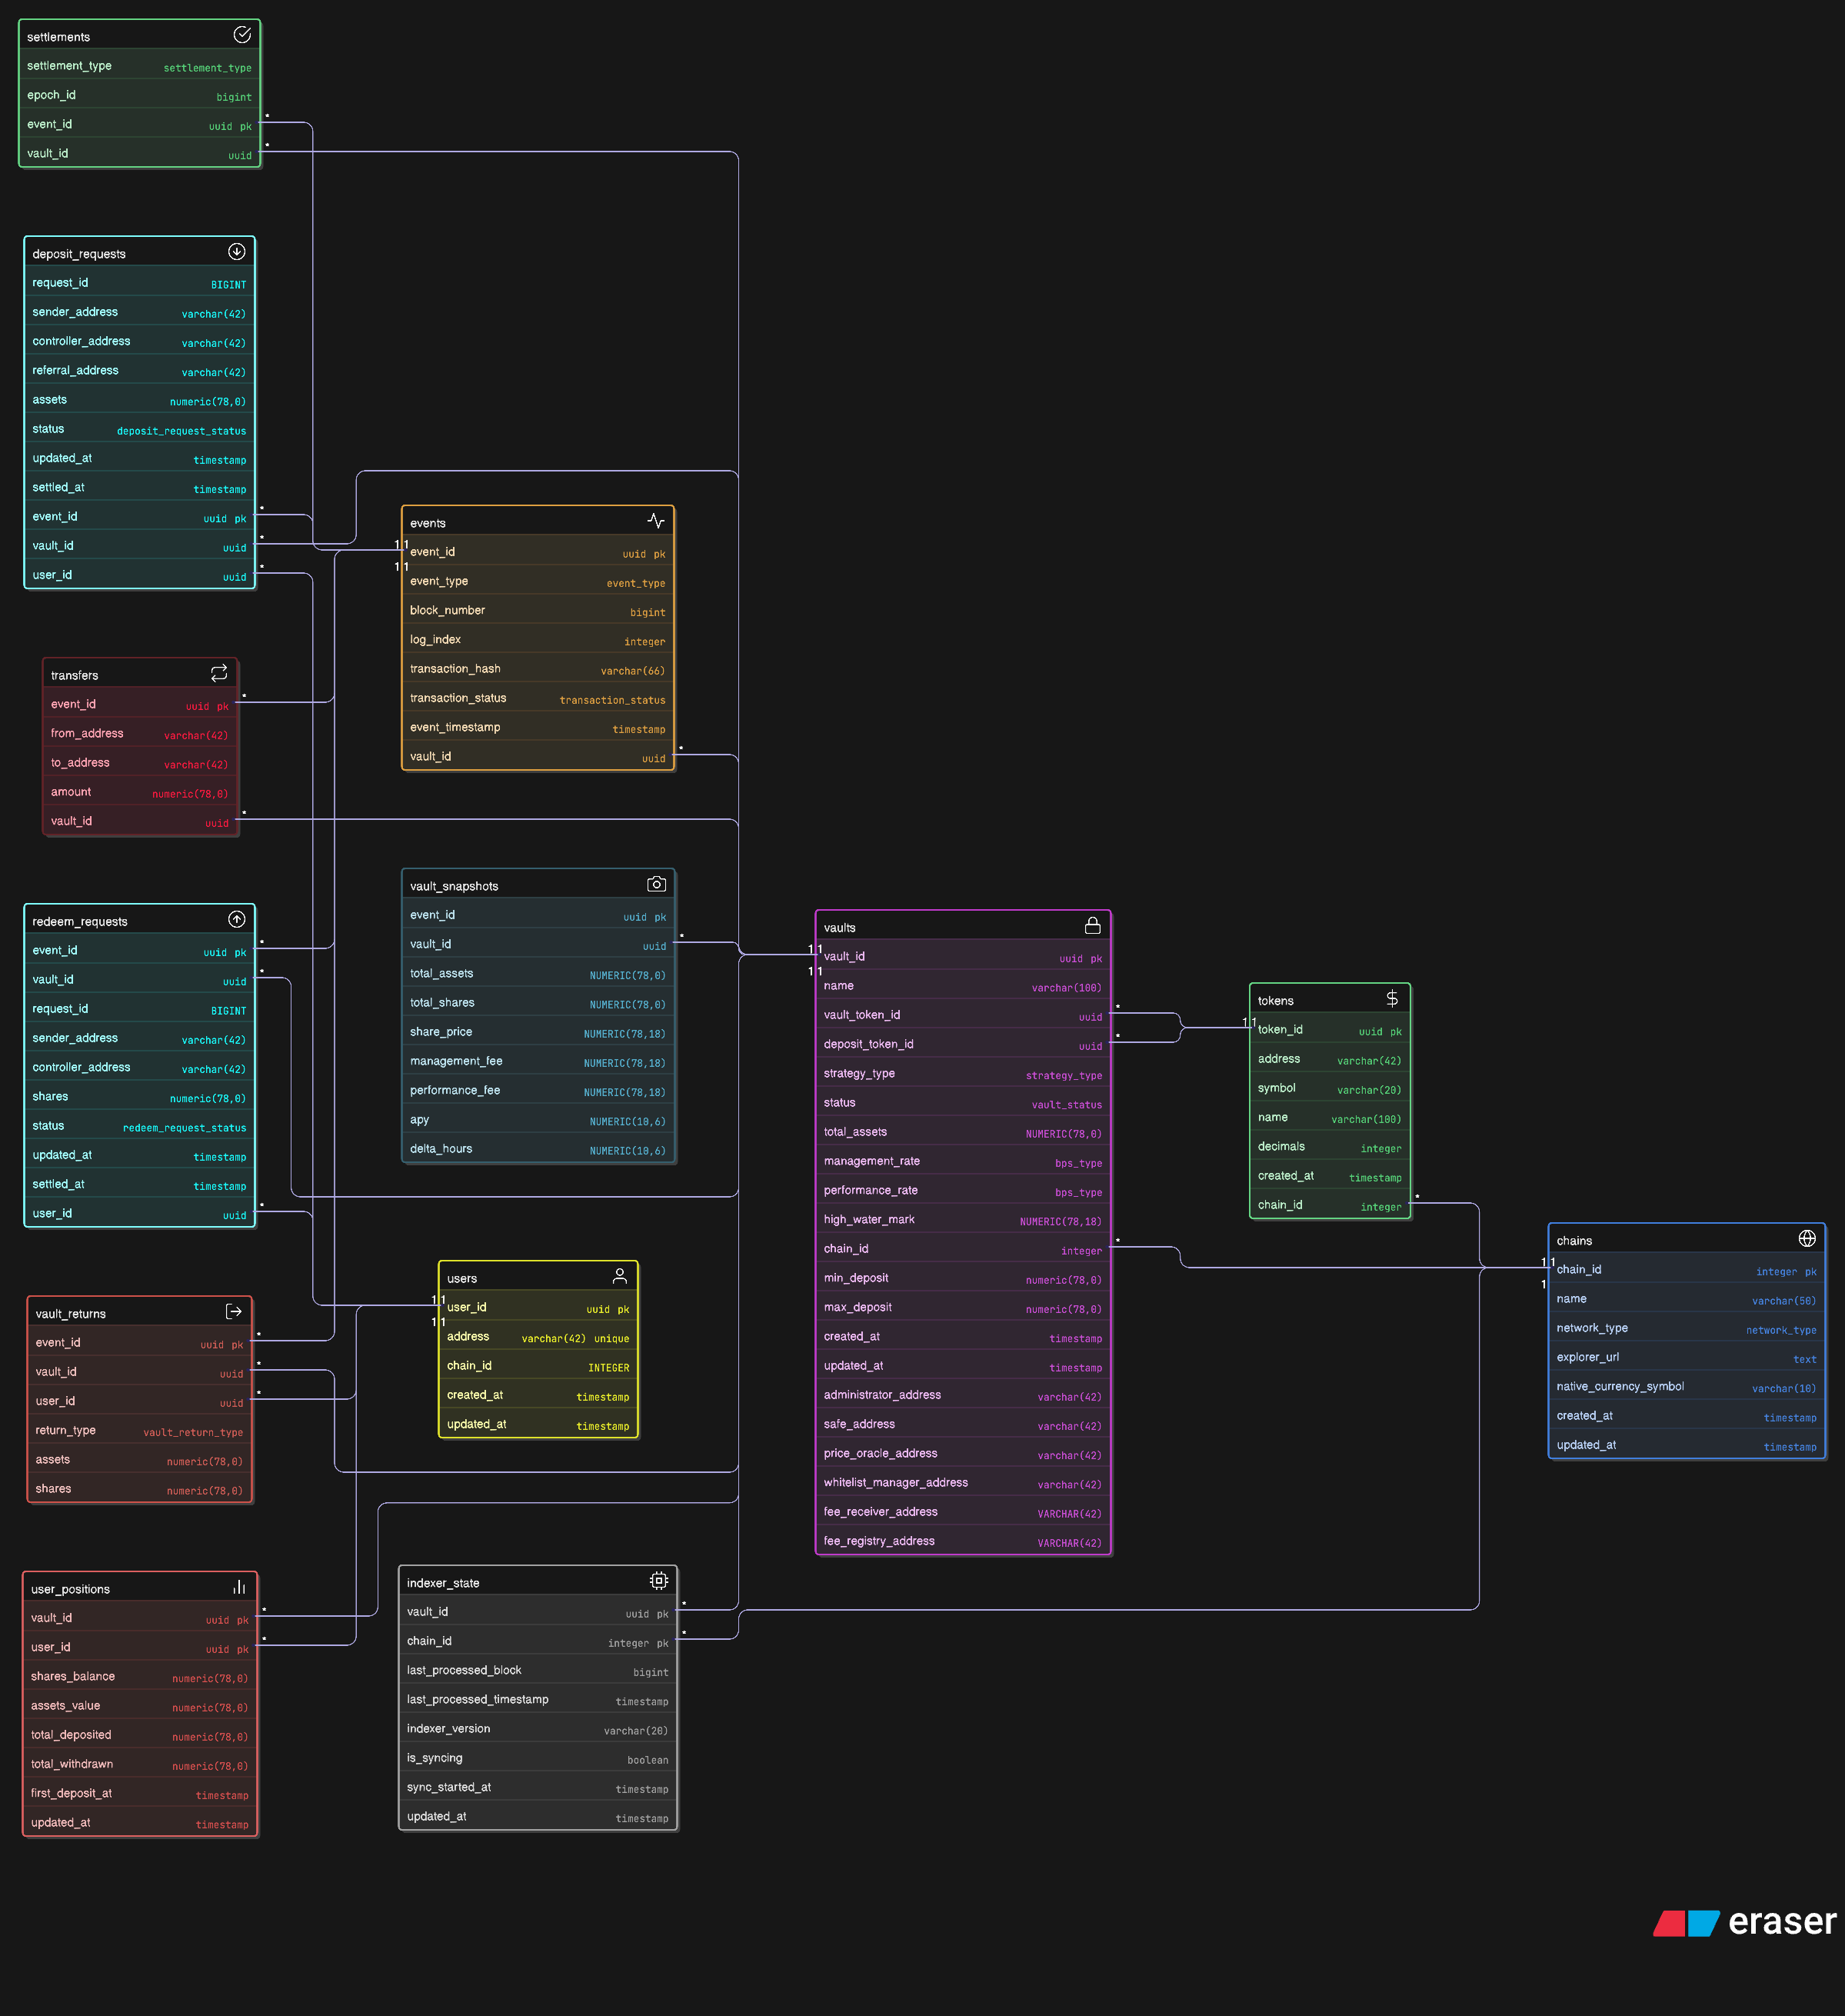 settlements
settlement_type settlement_type
epoch_id bigint
event_id uuid pk
vault_id uuid
deposit_requests
request_id BIGINT
sender_address varchar(42)
controller_address varchar(42)
referral_address varchar(42)
assets numeric(78,0)
status deposit_request_status
updated_at timestamp
settled_at timestamp
event_id uuid pk
vault_id uuid
user_id uuid
transfers
event_id uuid pk
from_address varchar(42)
to_address varchar(42)
amount numeric(78,0)
vault_id uuid
redeem_requests
event_id uuid pk
vault_id uuid
request_id BIGINT
sender_address varchar(42)
controller_address varchar(42)
shares numeric(78,0)
status redeem_request_status
updated_at timestamp
settled_at timestamp
user_id uuid
vault_returns
event_id uuid pk
vault_id uuid
user_id uuid
return_type vault_return_type
assets numeric(78,0)
shares numeric(78,0)
user_positions
vault_id uuid pk
user_id uuid pk
shares_balance numeric(78,0)
assets_value numeric(78,0)
total_deposited numeric(78,0)
total_withdrawn numeric(78,0)
first_deposit_at timestamp
updated_at timestamp
events
event_id uuid pk
event_type event_type
block_number bigint
log_index integer
transaction_hash varchar(66)
transaction_status transaction_status
event_timestamp timestamp
vault_id uuid
vault_snapshots
event_id uuid pk
vault_id uuid
total_assets NUMERIC(78,0)
total_shares NUMERIC(78,0)
share_price NUMERIC(78,18)
management_fee NUMERIC(78,18)
performance_fee NUMERIC(78,18)
apy NUMERIC(10,6)
delta_hours NUMERIC(10,6)
users
user_id uuid pk
address varchar(42) unique
chain_id INTEGER
created_at timestamp
updated_at timestamp
indexer_state
vault_id uuid pk
chain_id integer pk
last_processed_block bigint
last_processed_timestamp timestamp
indexer_version varchar(20)
is_syncing boolean
sync_started_at timestamp
updated_at timestamp
vaults
vault_id uuid pk
name varchar(100)
vault_token_id uuid
deposit_token_id uuid
strategy_type strategy_type
status vault_status
total_assets NUMERIC(78,0)
management_rate bps_type
performance_rate bps_type
high_water_mark NUMERIC(78,18)
chain_id integer
min_deposit numeric(78,0)
max_deposit numeric(78,0)
created_at timestamp
updated_at timestamp
administrator_address varchar(42)
safe_address varchar(42)
price_oracle_address varchar(42)
whitelist_manager_address varchar(42)
fee_receiver_address VARCHAR(42)
fee_registry_address VARCHAR(42)
tokens
token_id uuid pk
address varchar(42)
symbol varchar(20)
name varchar(100)
decimals integer
created_at timestamp
chain_id integer
chains
chain_id integer pk
name varchar(50)
network_type network_type
explorer_url text
native_currency_symbol varchar(10)
created_at timestamp
updated_at timestamp
eraser